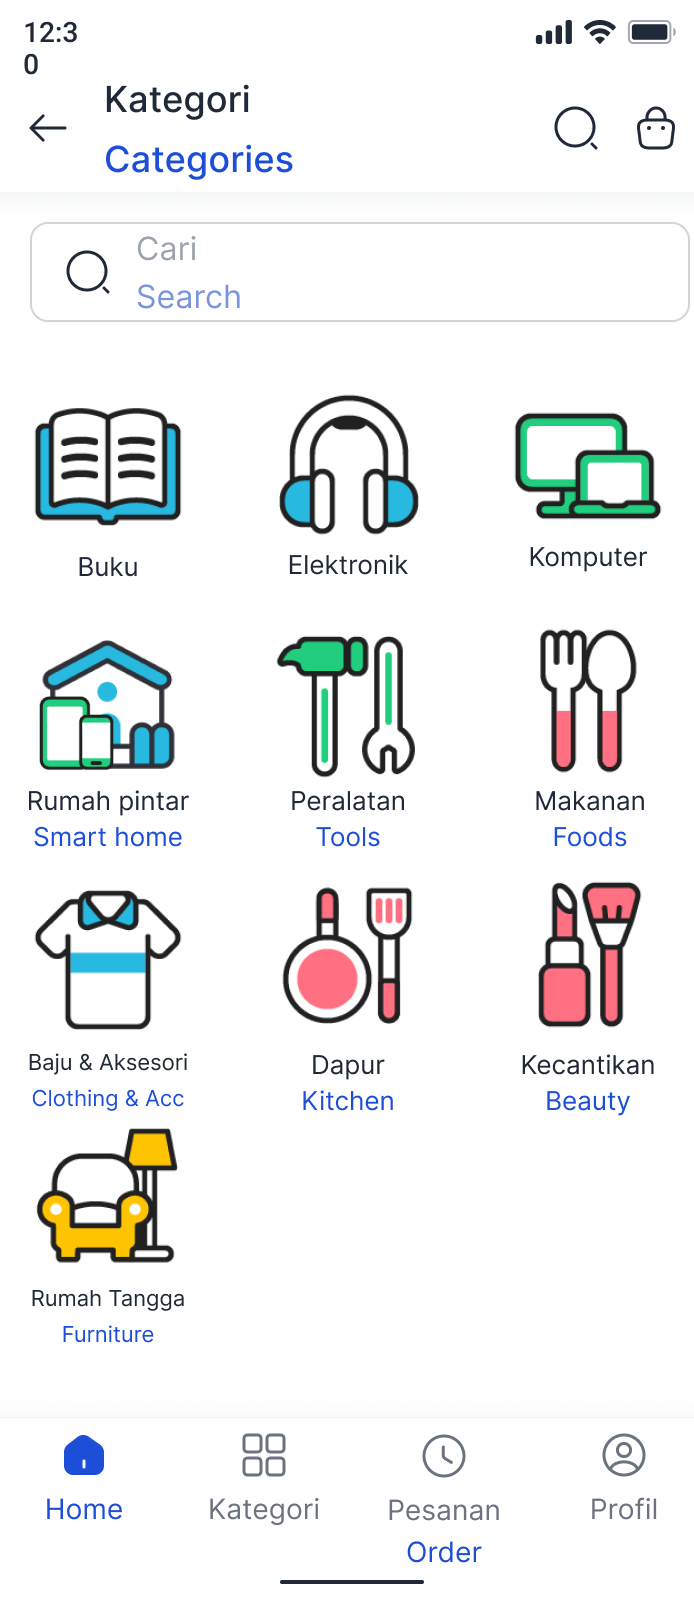 12:3
0
Kategori
Categories
Cari
Search
Buku
Elektronik
Komputer
Rumah pintar
Smart home
Peralatan
Tools
Makanan
Foods
Baju & Aksesori
Clothing & Acc
Dapur
Kitchen
Kecantikan
Beauty
Rumah Tangga
Furniture
Home
Kategori
Pesanan
Order
Profil